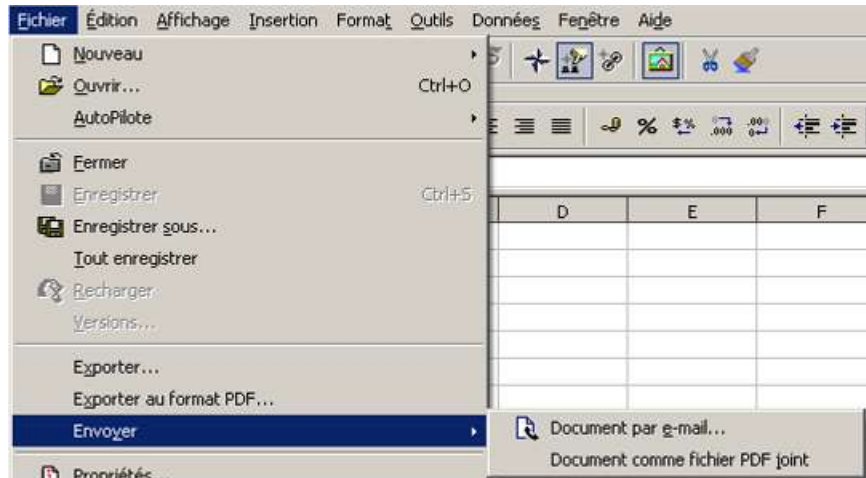 Fichier Édition Affichage Insertion Format Outils Données Fenêtre Aide
Nouveau
Ouvrir... Ctrl+O
AutoPilote
Fermer
Enregistrer Ctrl+S
Enregistrer sous...
Tout enregistrer
Recharger
Versions...
Exporter...
Exporter au format PDF...
Envoyer
Propriétés...
D E F
Document par e-mail...
Document comme fichier PDF joint